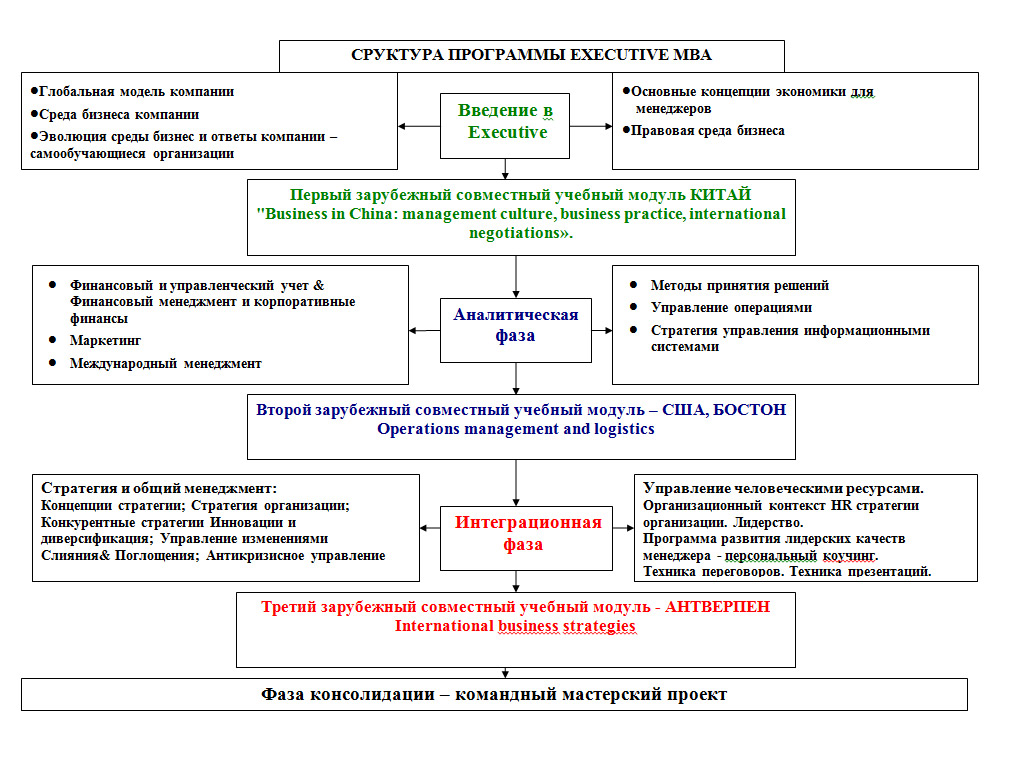 СРУКТУРА ПРОГРАММЫ EXECUTIVE MBA
●Глобальная модель компании
●Среда бизнеса компании
●Эволюция среды бизнес и ответы компании –
самообучающиеся организации
Введение в
Executive
●Основные концепции экономики для
менеджеров
●Правовая среда бизнеса
Первый зарубежный совместный учебный модуль КИТАЙ
"Business in China: management culture, business practice, international
negotiations».
● Финансовый и управленческий учет &
Финансовый менеджмент и корпоративные
финансы
● Маркетинг
● Международный менеджмент
Аналитическая
фаза
● Методы принятия решений
● Управление операциями
● Стратегия управления информационными
системами
Второй зарубежный совместный учебный модуль – США, БОСТОН
Operations management and logistics
Стратегия и общий менеджмент:
Концепции стратегии; Стратегия организации;
Конкурентные стратегии Инновации и
диверсификация; Управление изменениями
Слияния& Поглощения; Антикризисное управление
Интеграционная
фаза
Управление человеческими ресурсами.
Организационный контекст HR стратегии
организации. Лидерство.
Программа развития лидерских качеств
менеджера - персональный коучинг.
Техника переговоров. Техника презентаций.
Третий зарубежный совместный учебный модуль - АНТВЕРПЕН
International business strategies
Фаза консолидации – командный мастерский проект